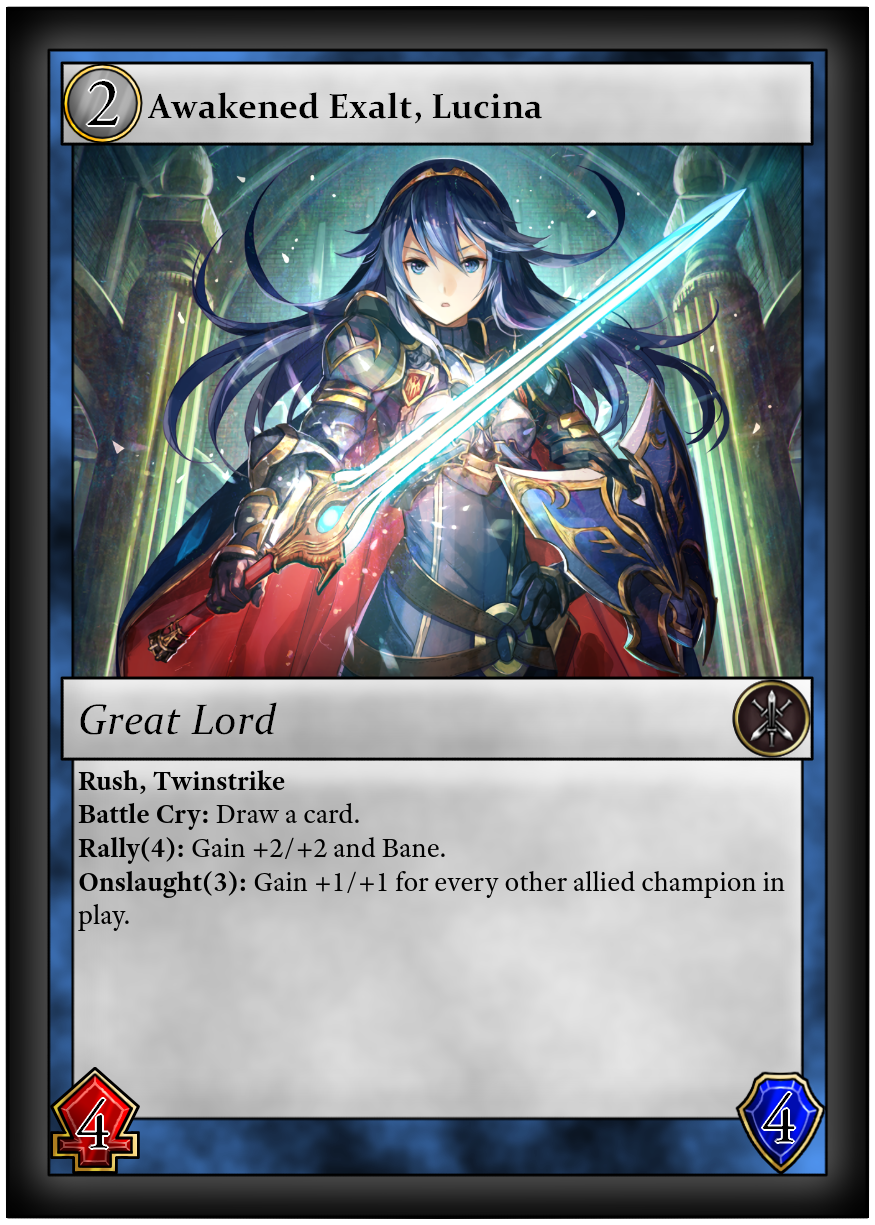 2
Awakened Exalt, Lucina
Great Lord
Rush, Twinstrike
Battle Cry: Draw a card.
Rally(4): Gain +2/+2 and Bane.
Onslaught(3): Gain +1/+1 for every other allied champion in
play.
4
4